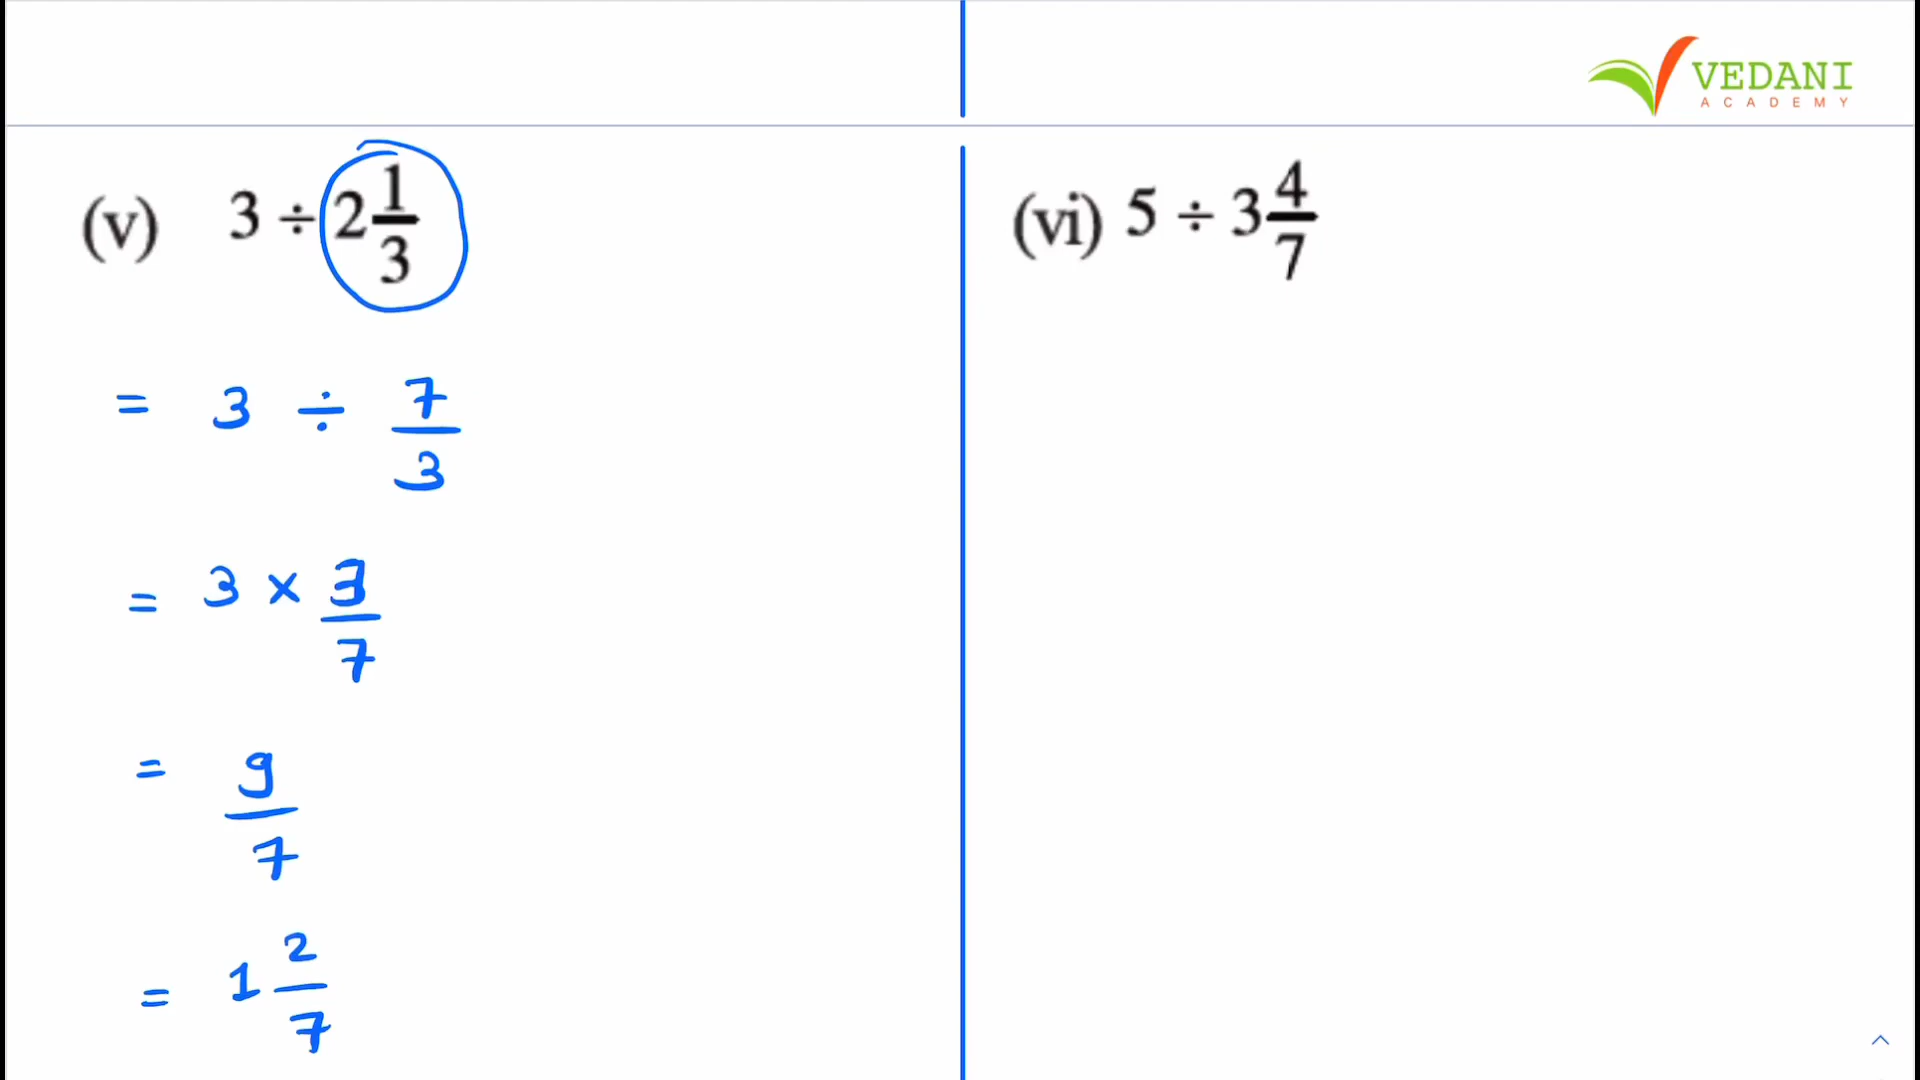 VEDANI
ACADEMY
(v) 3 ÷ 2 1/3
= 3 ÷ 7/3
= 3 × 3/7
= 9/7
= 1 2/7
(vi) 5 ÷ 3 4/7